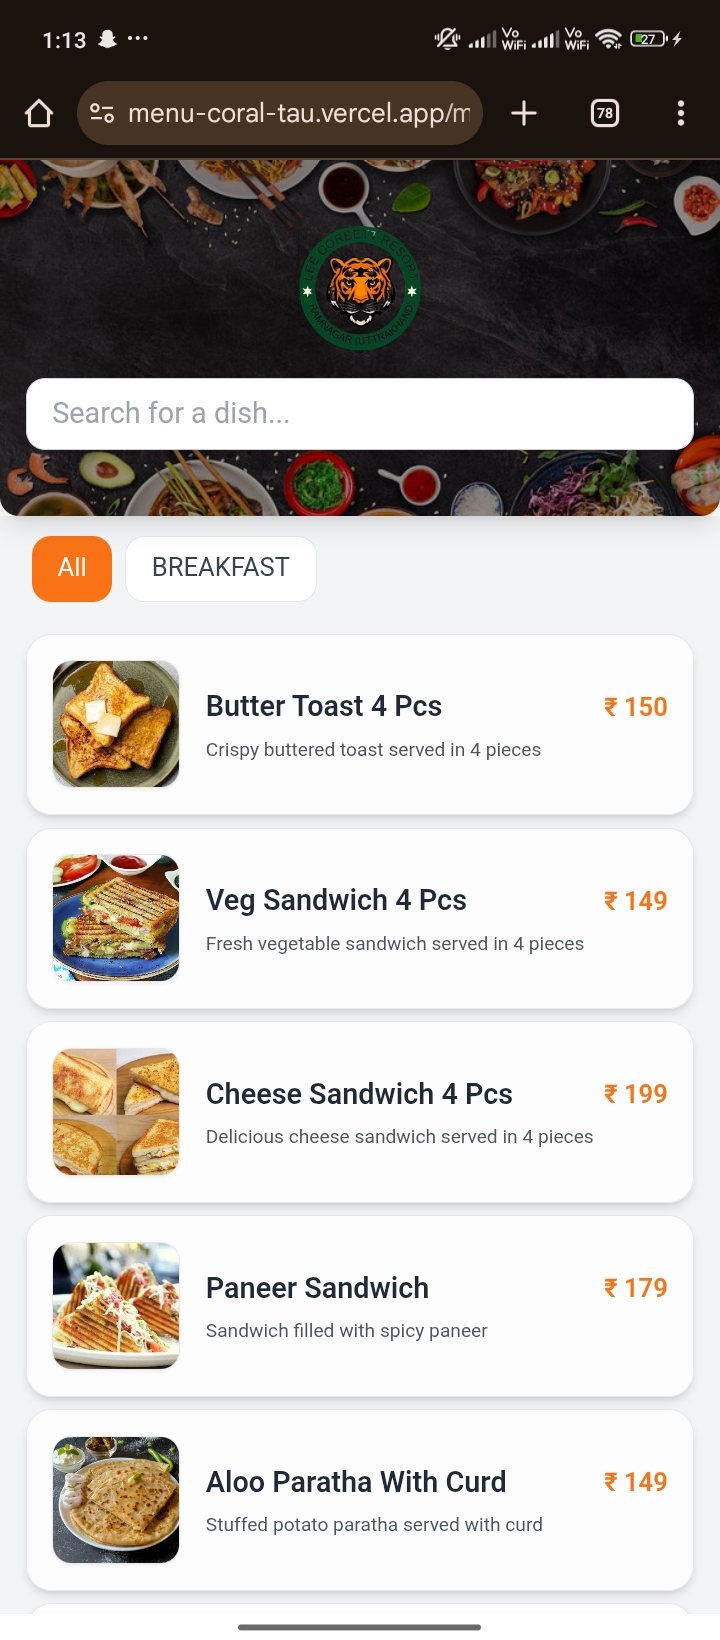 1:13
Vo
WiFi
Vo
WiFi
27
menu-coral-tau.vercel.app/m
78
LEE CORBETT RESORT
RAMNAGAR (UTTRAKHAND
Search for a dish...
All
BREAKFAST
Butter Toast 4 Pcs
₹ 150
Crispy buttered toast served in 4 pieces
Veg Sandwich 4 Pcs
₹ 149
Fresh vegetable sandwich served in 4 pieces
Cheese Sandwich 4 Pcs
₹ 199
Delicious cheese sandwich served in 4 pieces
Paneer Sandwich
₹ 179
Sandwich filled with spicy paneer
Aloo Paratha With Curd
₹ 149
Stuffed potato paratha served with curd